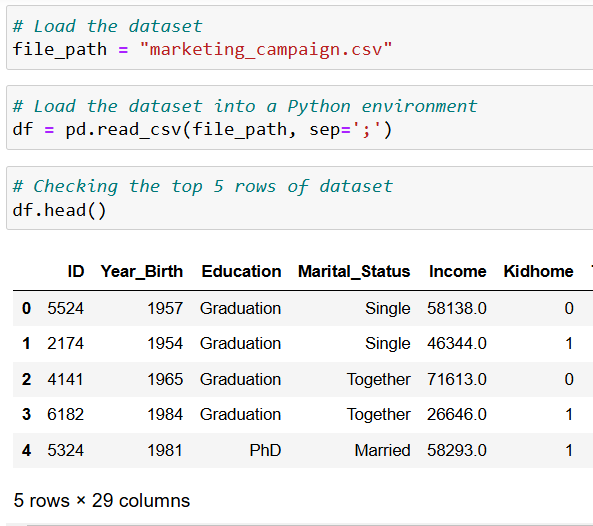 # Load the dataset
file_path = "marketing_campaign.csv"
# Load the dataset into a Python environment
df = pd.read_csv(file_path, sep=';')
# Checking the top 5 rows of dataset
df.head()
ID Year_Birth Education Marital_Status Income Kidhome
0 5524 1957 Graduation Single 58138.0 0
1 2174 1954 Graduation Single 46344.0 1
2 4141 1965 Graduation Together 71613.0 0
3 6182 1984 Graduation Together 26646.0 1
4 5324 1981 PhD Married 58293.0 1
5 rows × 29 columns